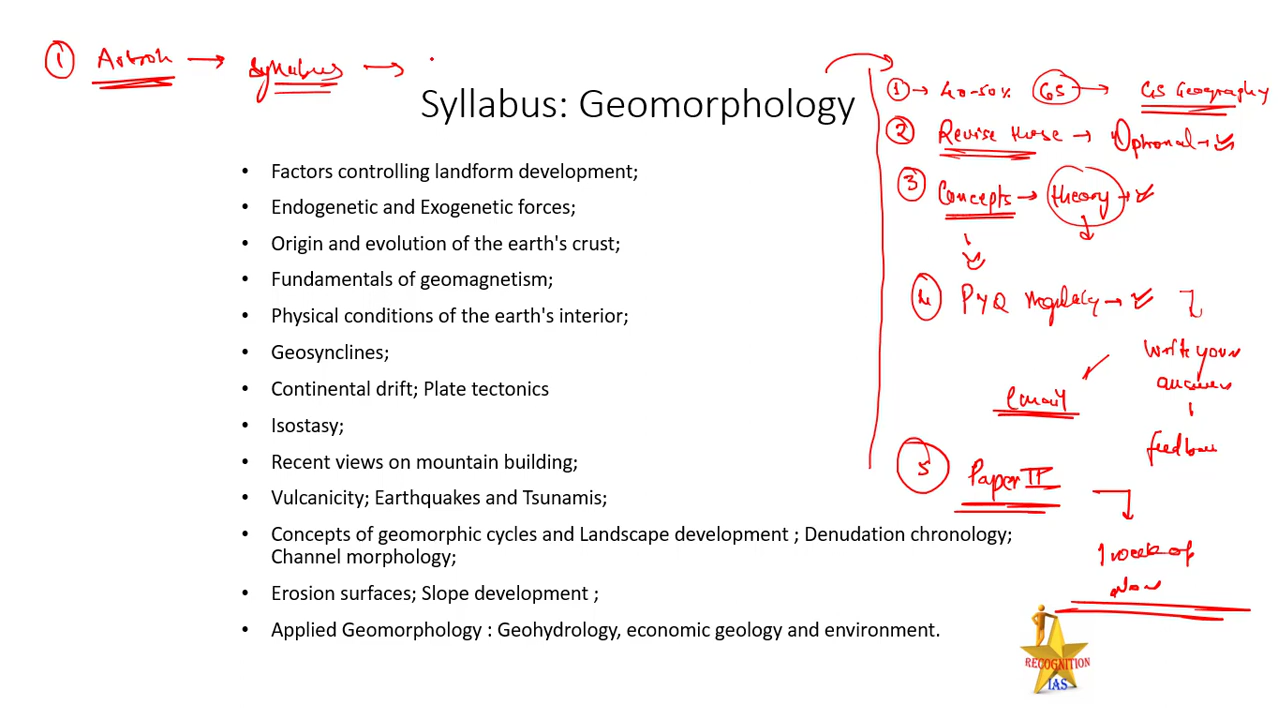 ①
→ Syllabus →
Syllabus: Geomorphology
• Factors controlling landform development;
• Endogenetic and Exogenetic forces;
• Origin and evolution of the earth's crust;
• Fundamentals of geomagnetism;
• Physical conditions of the earth's interior;
• Geosynclines;
• Continental drift; Plate tectonics
• Isostasy;
• Recent views on mountain building;
• Vulcanicity; Earthquakes and Tsunamis;
• Concepts of geomorphic cycles and Landscape development ; Denudation chronology;
Channel morphology;
• Erosion surfaces; Slope development ;
• Applied Geomorphology : Geohydrology, economic geology and environment.
① → 40-50% GS → GS Geography
② Revise these → Optional →
③ Concepts → theory →
④ PYQ regularly →
write your
answers
feedback
email
⑤ Paper II
1 week of
Nov
RECOGNITION
IAS